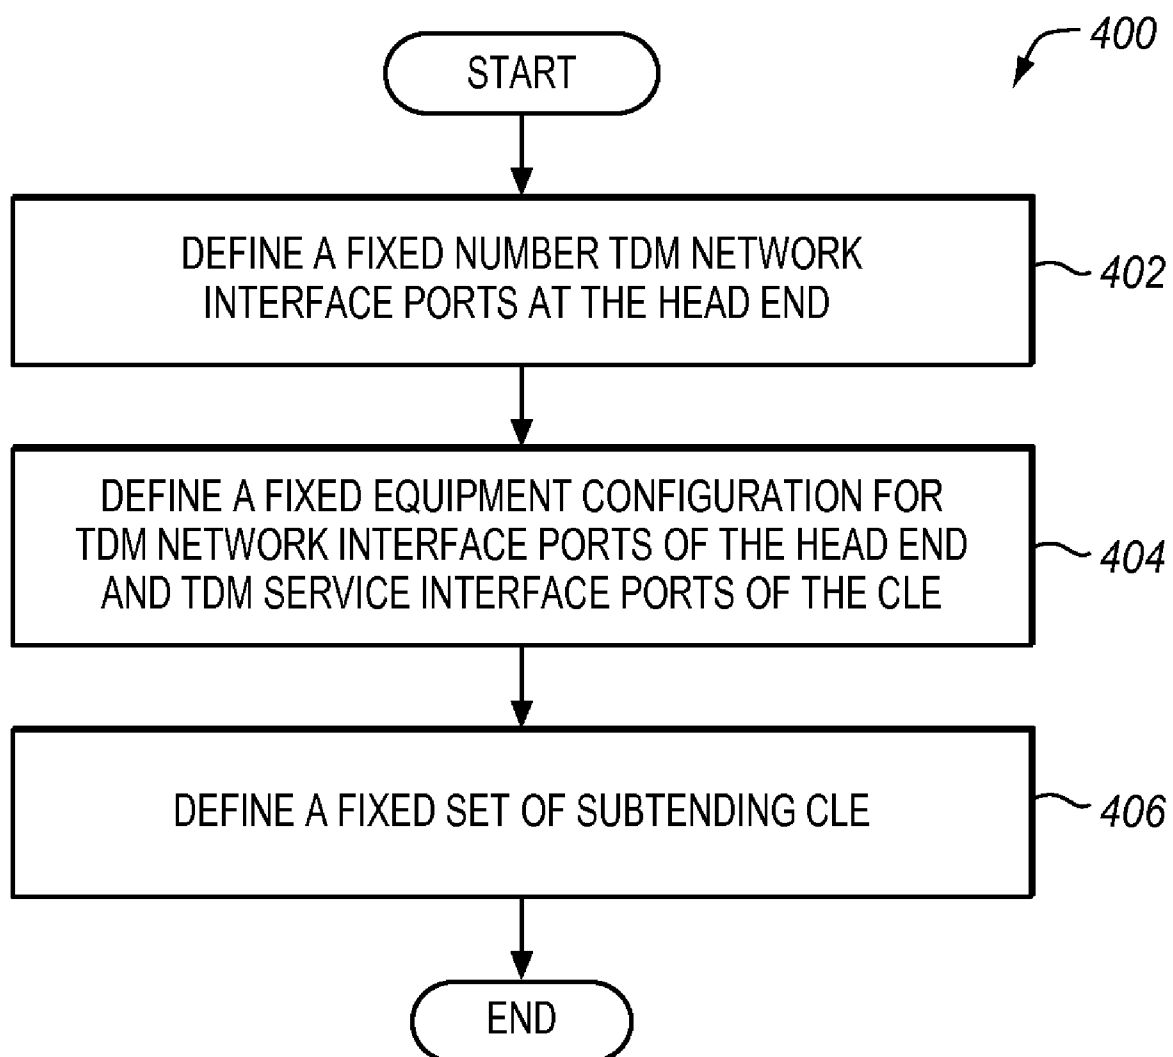 400
START
DEFINE A FIXED NUMBER TDM NETWORK
INTERFACE PORTS AT THE HEAD END
402
DEFINE A FIXED EQUIPMENT CONFIGURATION FOR
TDM NETWORK INTERFACE PORTS OF THE HEAD END
AND TDM SERVICE INTERFACE PORTS OF THE CLE
404
DEFINE A FIXED SET OF SUBTENDING CLE
406
END